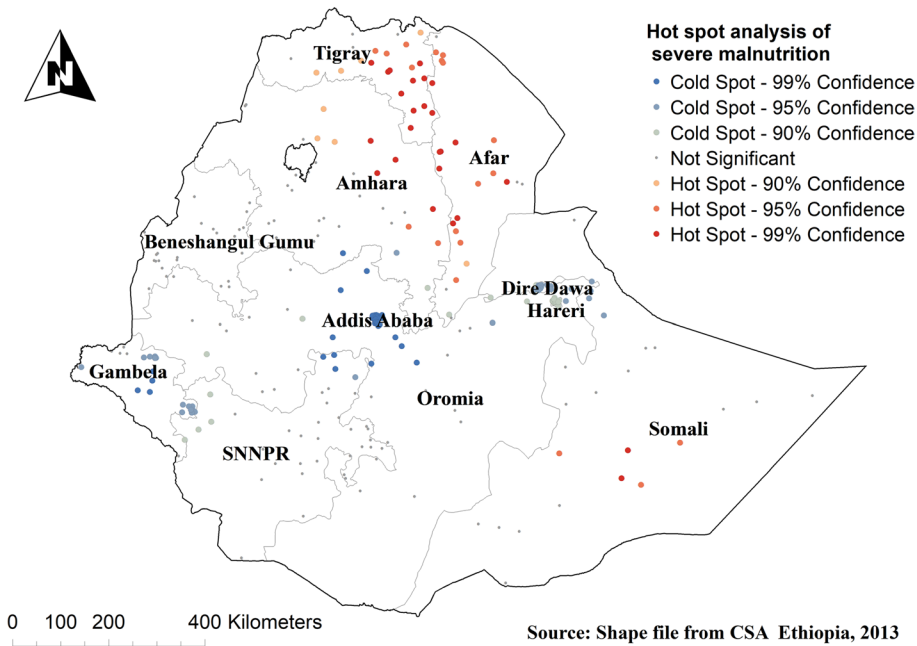 Hot spot analysis of
severe malnutrition
Cold Spot - 99% Confidence
Cold Spot - 95% Confidence
Cold Spot - 90% Confidence
Not Significant
Hot Spot - 90% Confidence
Hot Spot - 95% Confidence
Hot Spot - 99% Confidence
N
Tigray
Afar
Amhara
Beneshangul Gumu
Dire Dawa
Hareri
Addis Ababa
Gambela
Oromia
Somali
SNNPR
0 100 200 400 Kilometers
Source: Shape file from CSA Ethiopia, 2013